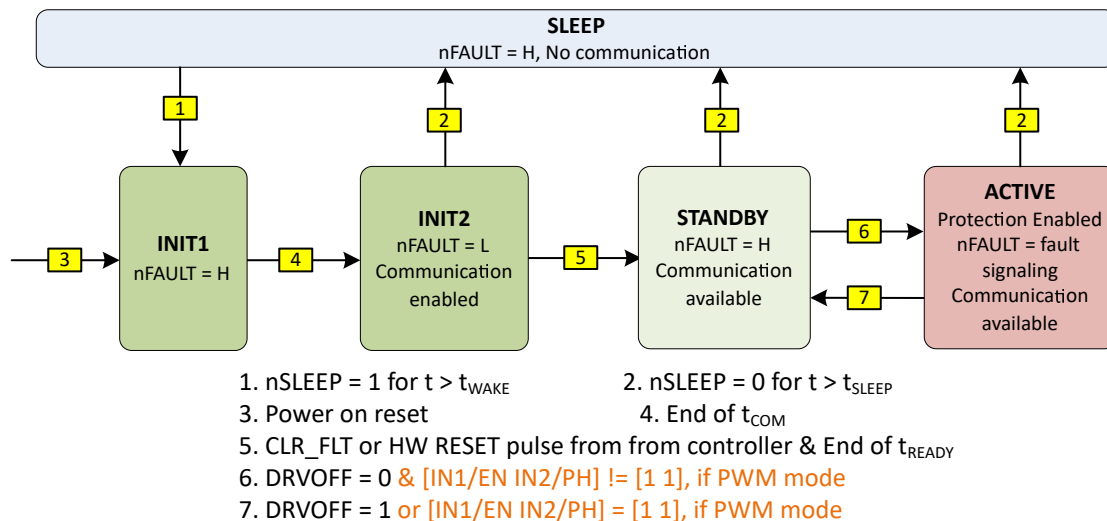 SLEEP
nFAULT = H, No communication
1
2
2
2
INIT1
nFAULT = H
INIT2
nFAULT = L
Communication
enabled
STANDBY
nFAULT = H
Communication
available
ACTIVE
Protection Enabled
nFAULT = fault
signaling
Communication
available
3
4
5
6
7
1. nSLEEP = 1 for t > tWAKE
2. nSLEEP = 0 for t > tSLEEP
3. Power on reset
4. End of tCOM
5. CLR_FLT or HW RESET pulse from from controller & End of tREADY
6. DRVOFF = 0 & [IN1/EN IN2/PH] != [1 1], if PWM mode
7. DRVOFF = 1 or [IN1/EN IN2/PH] = [1 1], if PWM mode